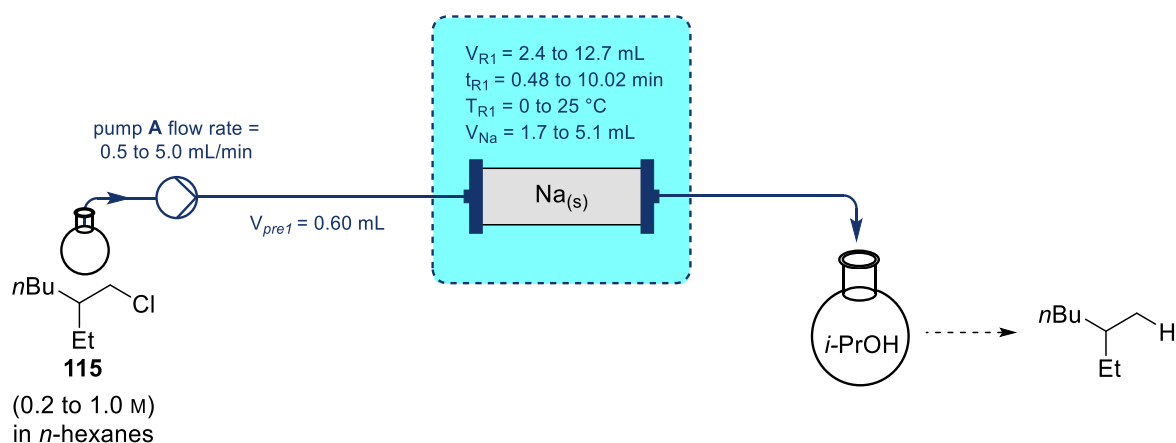 V_R1 = 2.4 to 12.7 mL
t_R1 = 0.48 to 10.02 min
T_R1 = 0 to 25 °C
V_Na = 1.7 to 5.1 mL
pump A flow rate =
0.5 to 5.0 mL/min
Na(s)
V_pre1 = 0.60 mL
nBu
Cl
Et
115
(0.2 to 1.0 M)
in n-hexanes
i-PrOH
nBu
H
Et